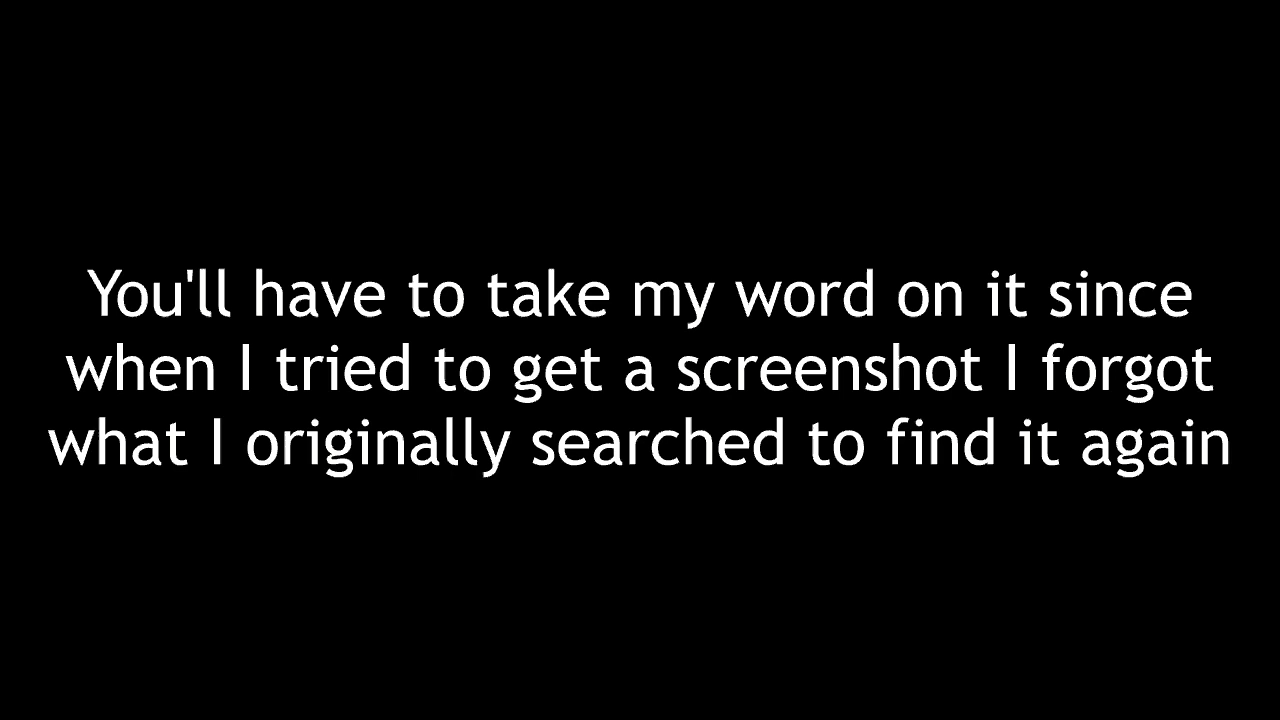 You'll have to take my word on it since
when I tried to get a screenshot I forgot
what I originally searched to find it again